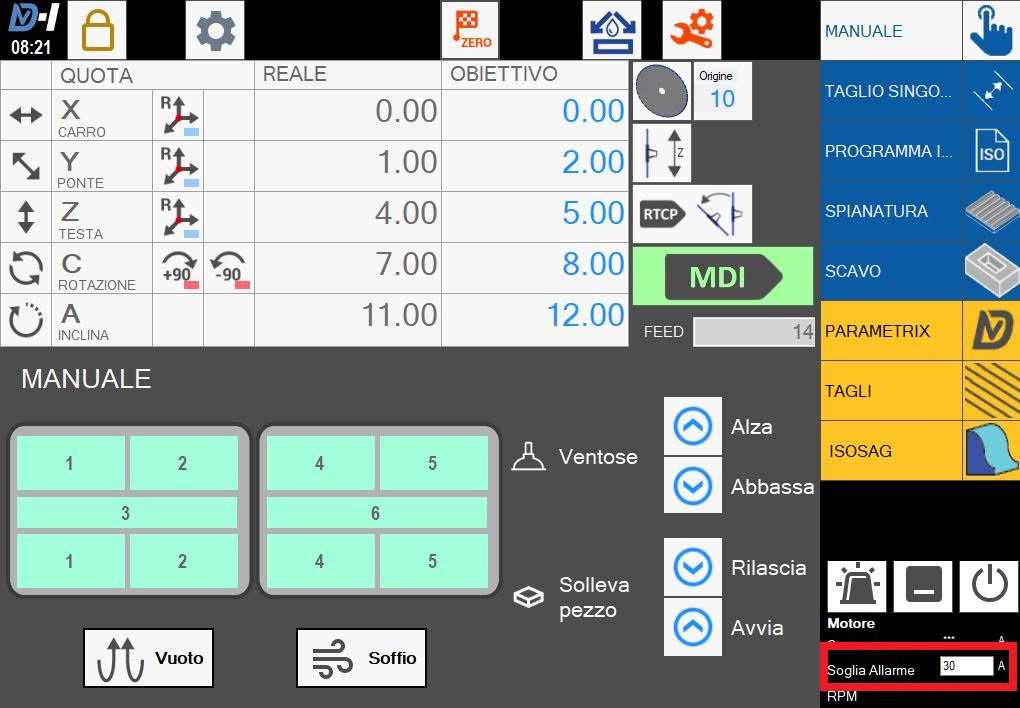 D-I
08:21
ZERO
MANUALE
QUOTA REALE OBIETTIVO
X
CARRO
R
0.00 0.00
Y
PONTE
R
1.00 2.00
Z
TESTA
R
4.00 5.00
C
ROTAZIONE
+90 -90
7.00 8.00
A
INCLINA
11.00 12.00
Origine
10
Z
RTCP
MDI
FEED 14
TAGLIO SINGO...
PROGRAMMA I...
ISO
SPIANATURA
SCAVO
PARAMETRIX
TAGLI
ISOSAG
MANUALE
1 2
3
1 2
4 5
6
4 5
Ventose
Alza
Abbassa
Solleva
pezzo
Rilascia
Avvia
Vuoto
Soffio
Motore
*** A
Soglia Allarme 30 A
RPM